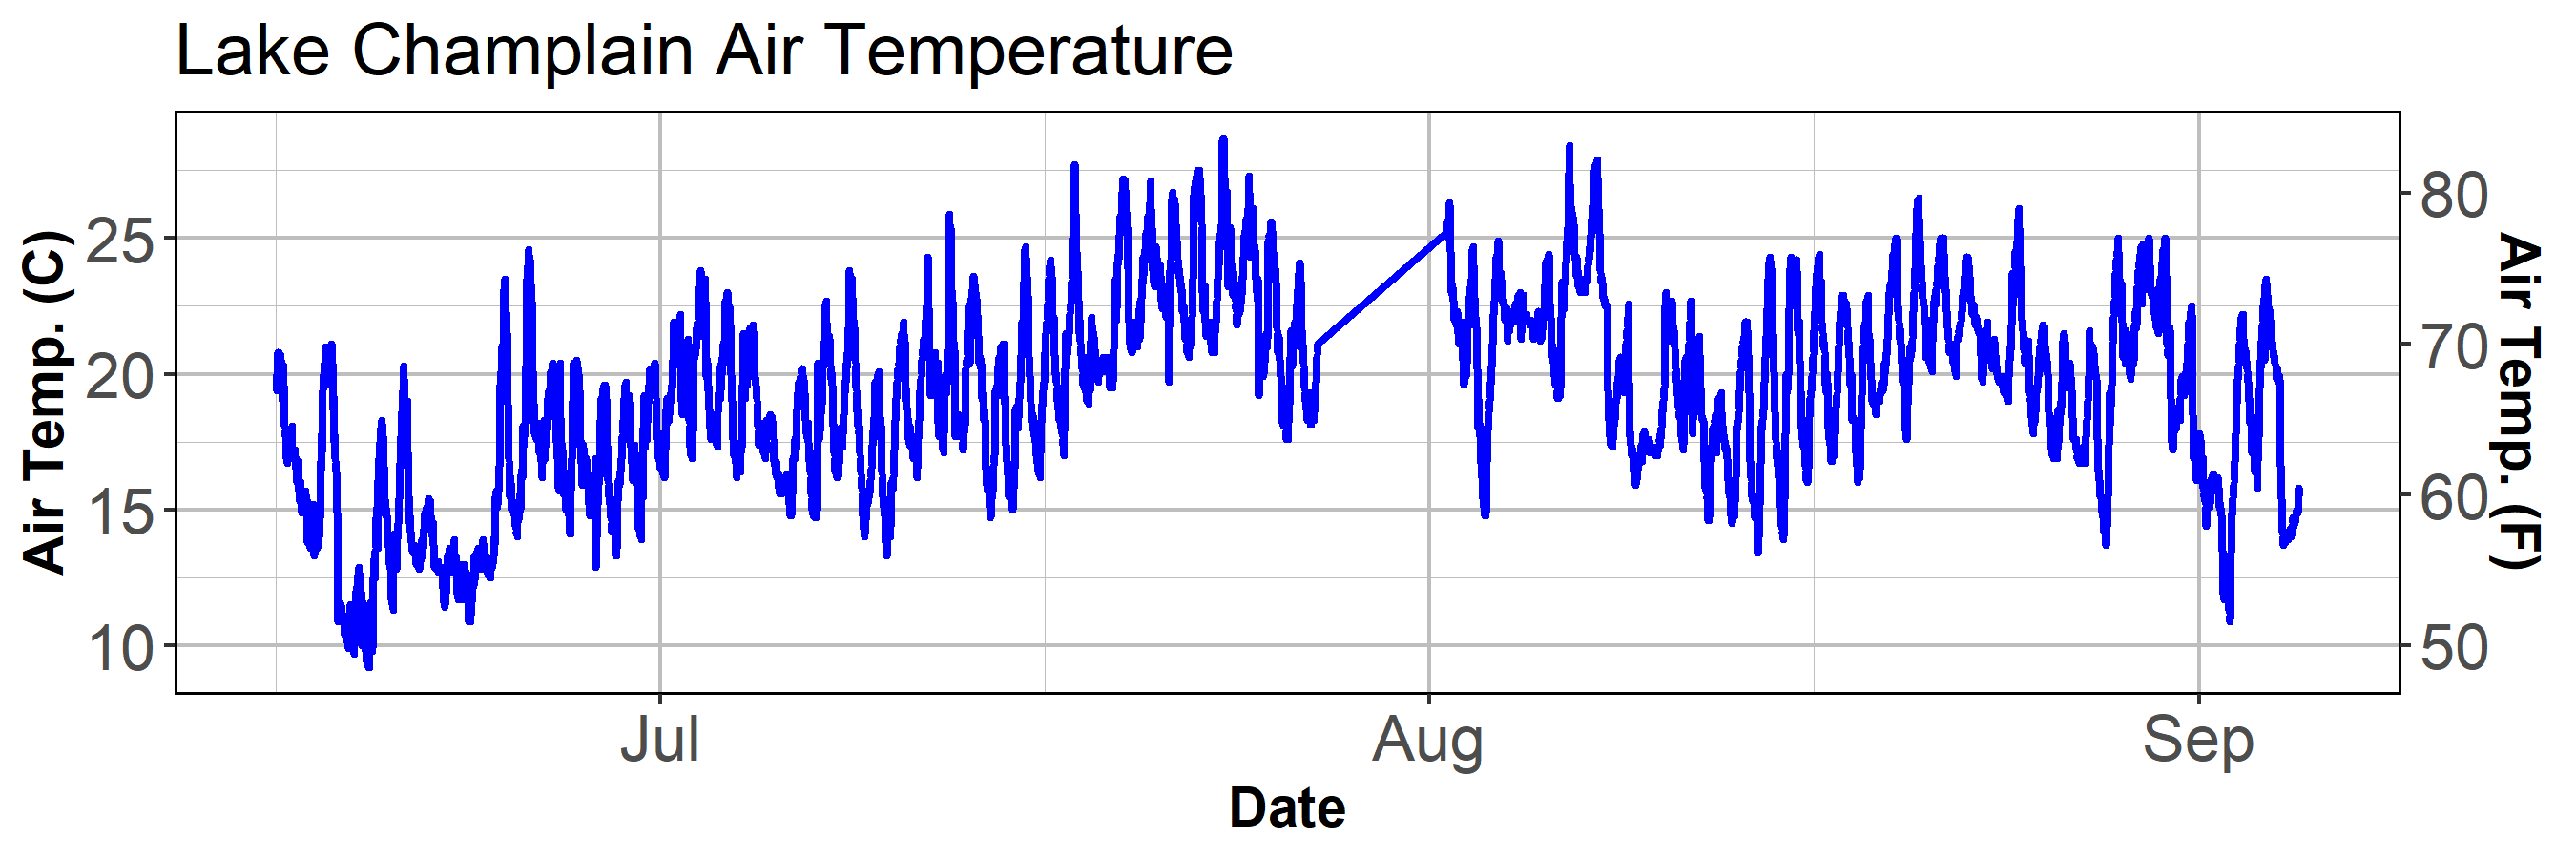 Lake Champlain Air Temperature
Air Temp. (C)
25
20
15
10
80
70
60
50
Air Temp. (F)
Jul Aug Sep
Date